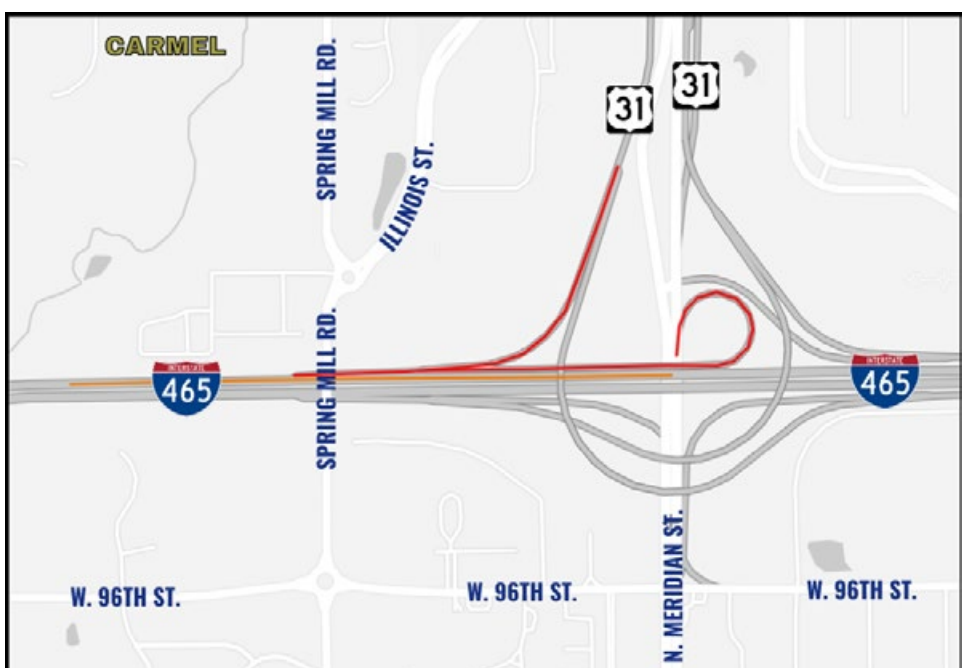 CARMEL
SPRING MILL RD.
ILLINOIS ST.
31
31
SPRING MILL RD.
INTERSTATE
465
INTERSTATE
465
N. MERIDIAN ST.
W. 96TH ST.
W. 96TH ST.
W. 96TH ST.